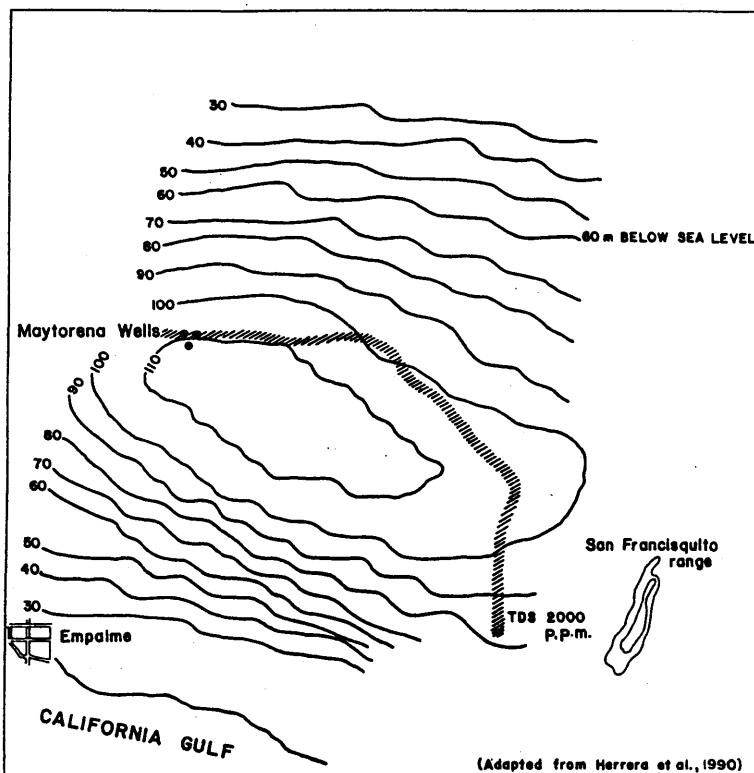 30
40
50
60
70
60 m BELOW SEA LEVEL
80
90
100
Maytorena Wells
110
100
90
80
70
60
50
40
30
San Francisquito
range
TDS 2000
p.p.m.
Empalme
CALIFORNIA GULF
(Adapted from Herrera et al., 1990)